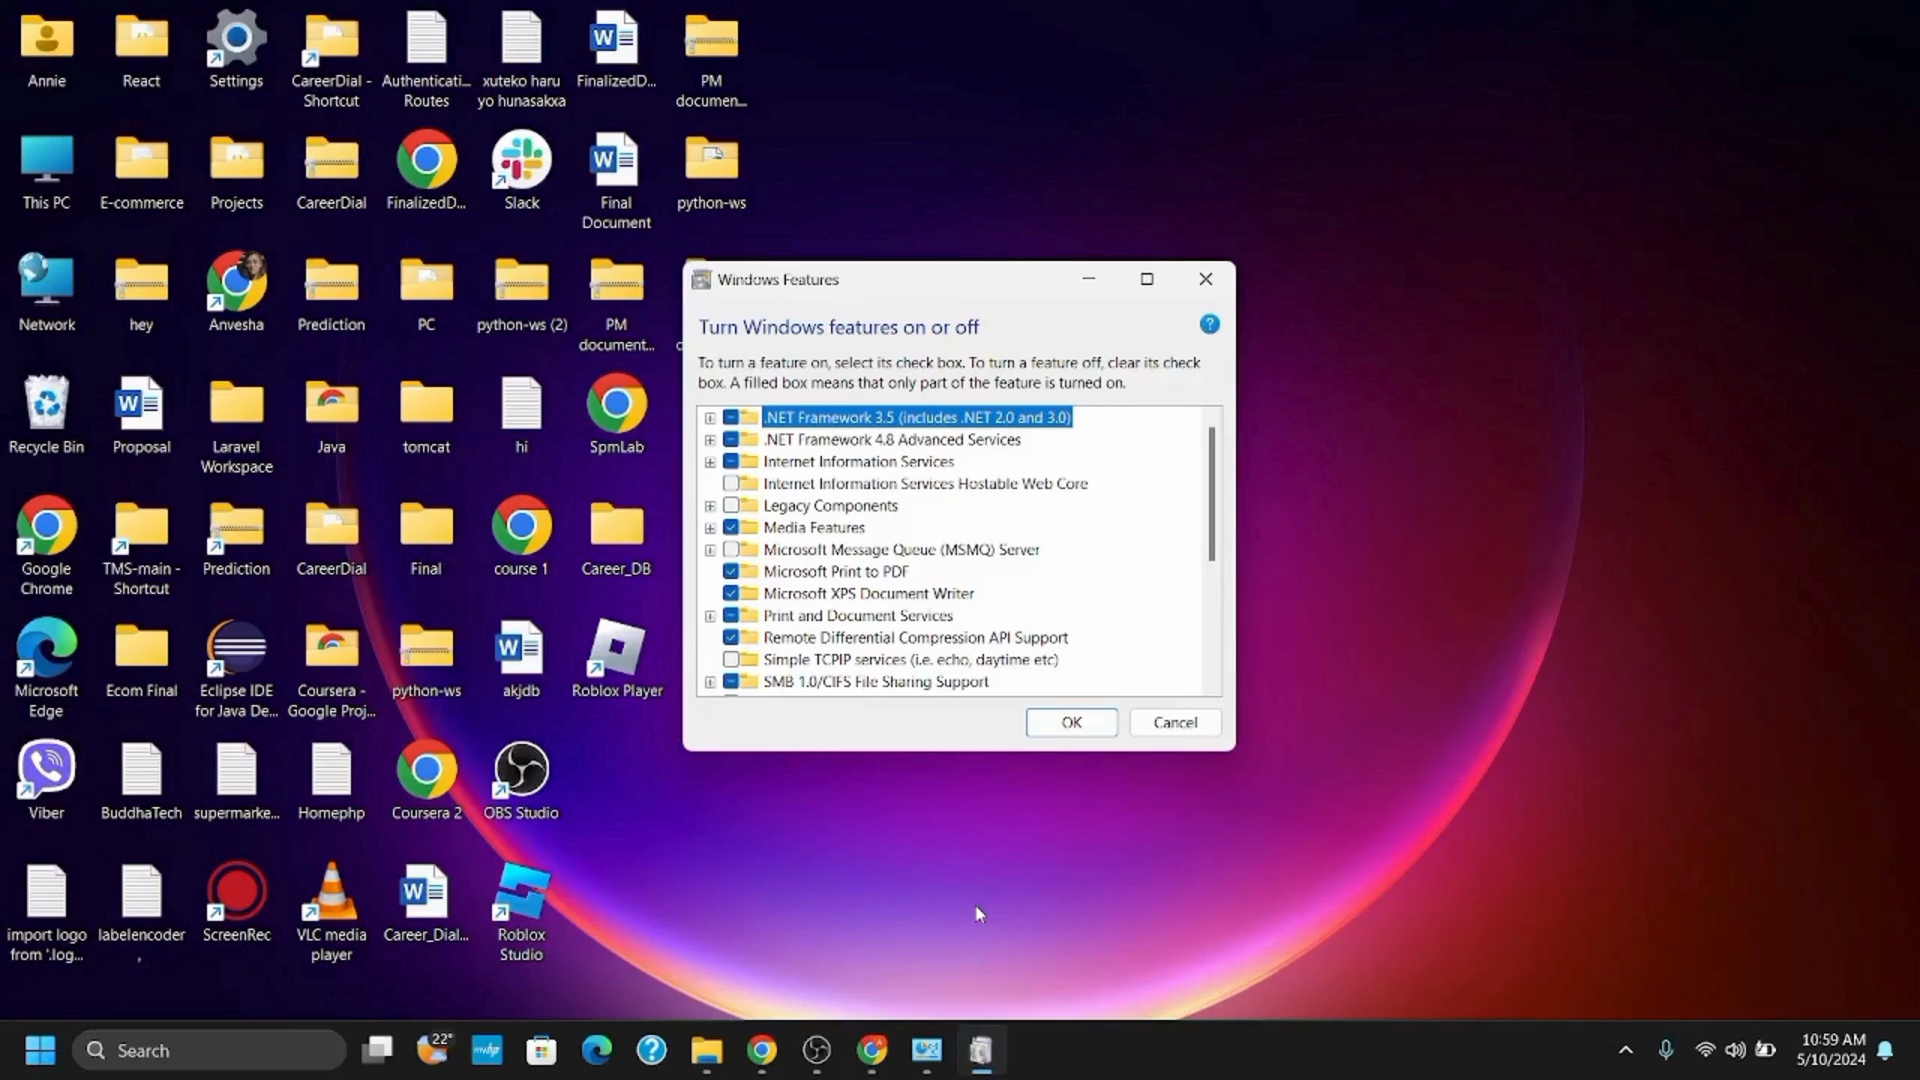 Annie
React
Settings
CareerDial -
Shortcut
Authenticati...
Routes
xuteko haru
yo hunasakxa
FinalizedD...
PM
documen...
This PC
E-commerce
Projects
CareerDial
FinalizedD...
Slack
Final
Document
python-ws
Network
hey
Anvesha
Prediction
PC
python-ws (2)
PM
document...
Recycle Bin
Proposal
Laravel
Workspace
Java
tomcat
hi
SpmLab
Google
Chrome
TMS-main -
Shortcut
Prediction
CareerDial
Final
course 1
Career_DB
Microsoft
Edge
Ecom Final
Eclipse IDE
for Java De...
Coursera -
Google Proj...
python-ws
akjdb
Roblox Player
Viber
BuddhaTech
supermarke...
Homephp
Coursera 2
OBS Studio
import logo
from '.log...
labelencoder
,
ScreenRec
VLC media
player
Career_Dial...
Roblox
Studio
Windows Features
Turn Windows features on or off
To turn a feature on, select its check box. To turn a feature off, clear its check
box. A filled box means that only part of the feature is turned on.
.NET Framework 3.5 (includes .NET 2.0 and 3.0)
.NET Framework 4.8 Advanced Services
Internet Information Services
Internet Information Services Hostable Web Core
Legacy Components
Media Features
Microsoft Message Queue (MSMQ) Server
Microsoft Print to PDF
Microsoft XPS Document Writer
Print and Document Services
Remote Differential Compression API Support
Simple TCPIP services (i.e. echo, daytime etc)
SMB 1.0/CIFS File Sharing Support
OK
Cancel
Search
22°
myhp
10:59 AM
5/10/2024